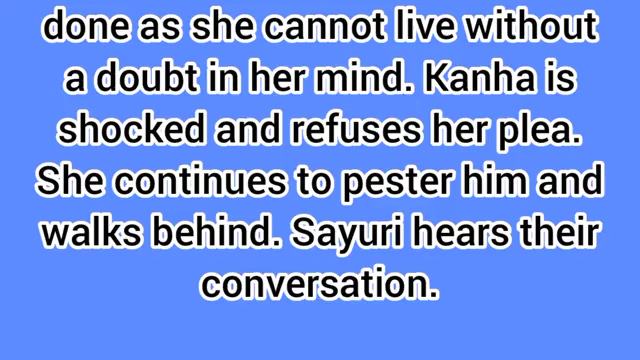 done as she cannot live without
a doubt in her mind. Kanha is
shocked and refuses her plea.
She continues to pester him and
walks behind. Sayuri hears their
conversation.